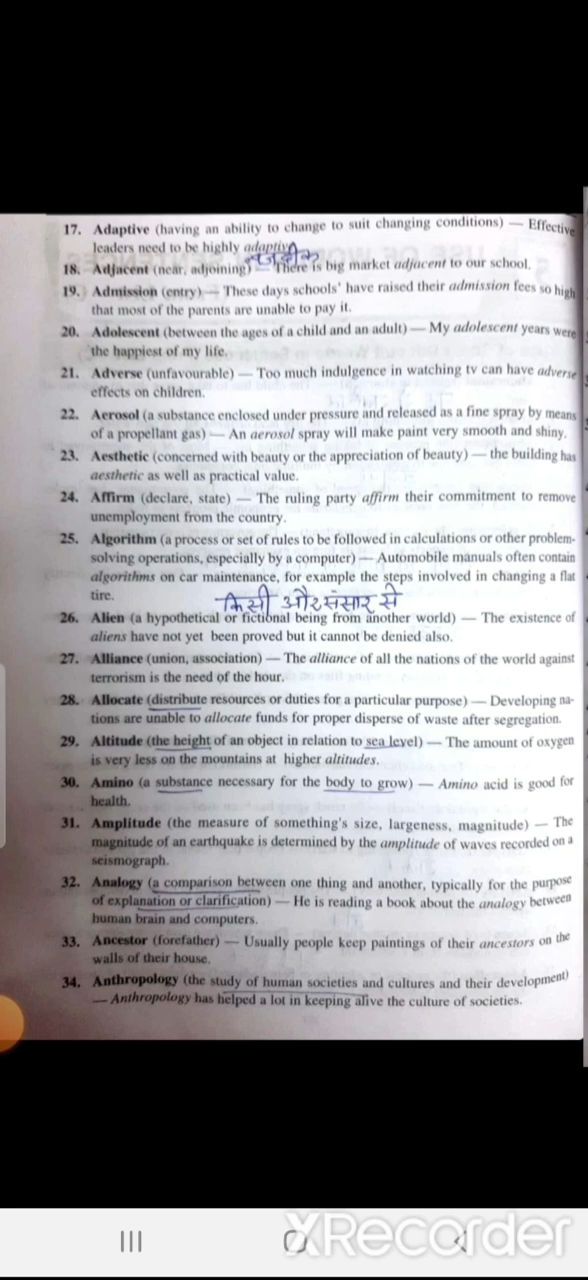 17. Adaptive (having an ability to change to suit changing conditions) — Effective
leaders need to be highly adaptive
नजदीक
18. Adjacent (near, adjoining) — There is big market adjacent to our school.
19. Admission (entry) — These days schools' have raised their admission fees so high
that most of the parents are unable to pay it.
20. Adolescent (between the ages of a child and an adult) — My adolescent years were
the happiest of my life.
21. Adverse (unfavourable) — Too much indulgence in watching tv can have adverse
effects on children.
22. Aerosol (a substance enclosed under pressure and released as a fine spray by means
of a propellant gas) — An aerosol spray will make paint very smooth and shiny.
23. Aesthetic (concerned with beauty or the appreciation of beauty) — the building has
aesthetic as well as practical value.
24. Affirm (declare, state) — The ruling party affirm their commitment to remove
unemployment from the country.
25. Algorithm (a process or set of rules to be followed in calculations or other problem-
solving operations, especially by a computer) — Automobile manuals often contain
algorithms on car maintenance, for example the steps involved in changing a flat
tire.
किसी और संसार से
26. Alien (a hypothetical or fictional being from another world) — The existence of
aliens have not yet been proved but it cannot be denied also.
27. Alliance (union, association) — The alliance of all the nations of the world against
terrorism is the need of the hour.
28. Allocate (distribute resources or duties for a particular purpose) — Developing na-
tions are unable to allocate funds for proper disperse of waste after segregation.
29. Altitude (the height of an object in relation to sea level) — The amount of oxygen
is very less on the mountains at higher altitudes.
30. Amino (a substance necessary for the body to grow) — Amino acid is good for
health.
31. Amplitude (the measure of something's size, largeness, magnitude) — The
magnitude of an earthquake is determined by the amplitude of waves recorded on a
seismograph.
32. Analogy (a comparison between one thing and another, typically for the purpose
of explanation or clarification) — He is reading a book about the analogy between
human brain and computers.
33. Ancestor (forefather) — Usually people keep paintings of their ancestors on the
walls of their house.
34. Anthropology (the study of human societies and cultures and their development)
— Anthropology has helped a lot in keeping alive the culture of societies.
XRecorder